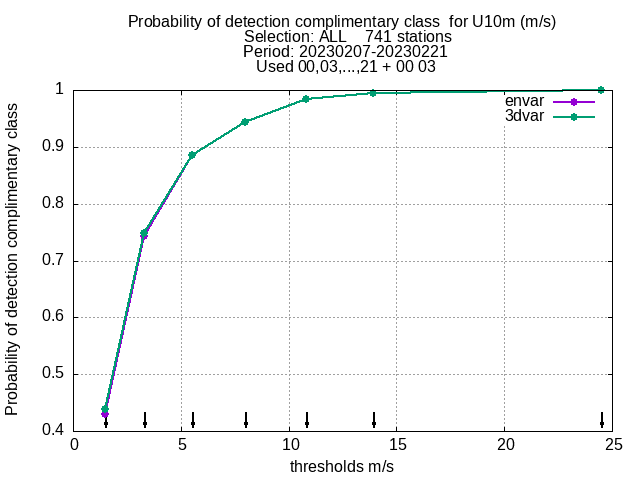 Probability of detection complimentary class  for U10m (m/s)
Selection: ALL    741 stations
Period: 20230207-20230221
Used 00,03,...,21 + 00 03
envar
3dvar
Probability of detection complimentary class
1
0.9
0.8
0.7
0.6
0.5
0.4
0 5 10 15 20 25
thresholds m/s